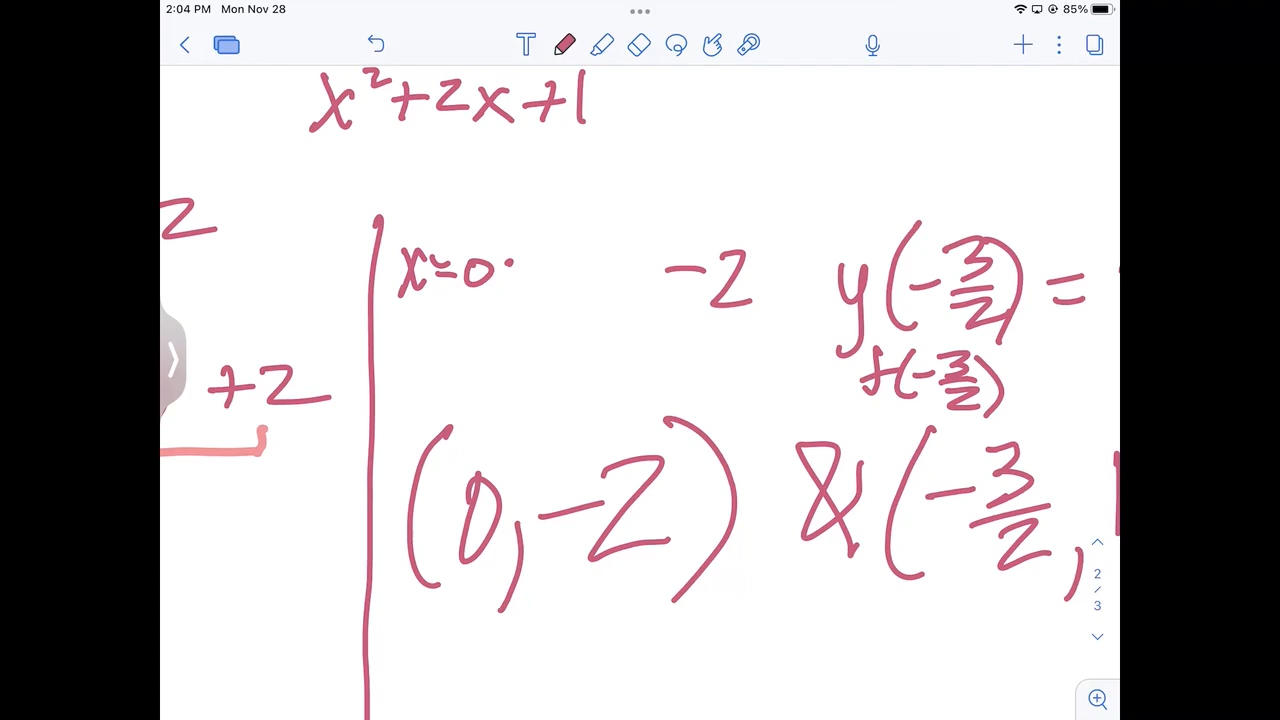 2:04 PM Mon Nov 28
85%
T
x²+2x+1
2
x=0
-2
y(-3/2) =
f(-3/2)
+2
(0,-2) & (-3/2,
2
/
3